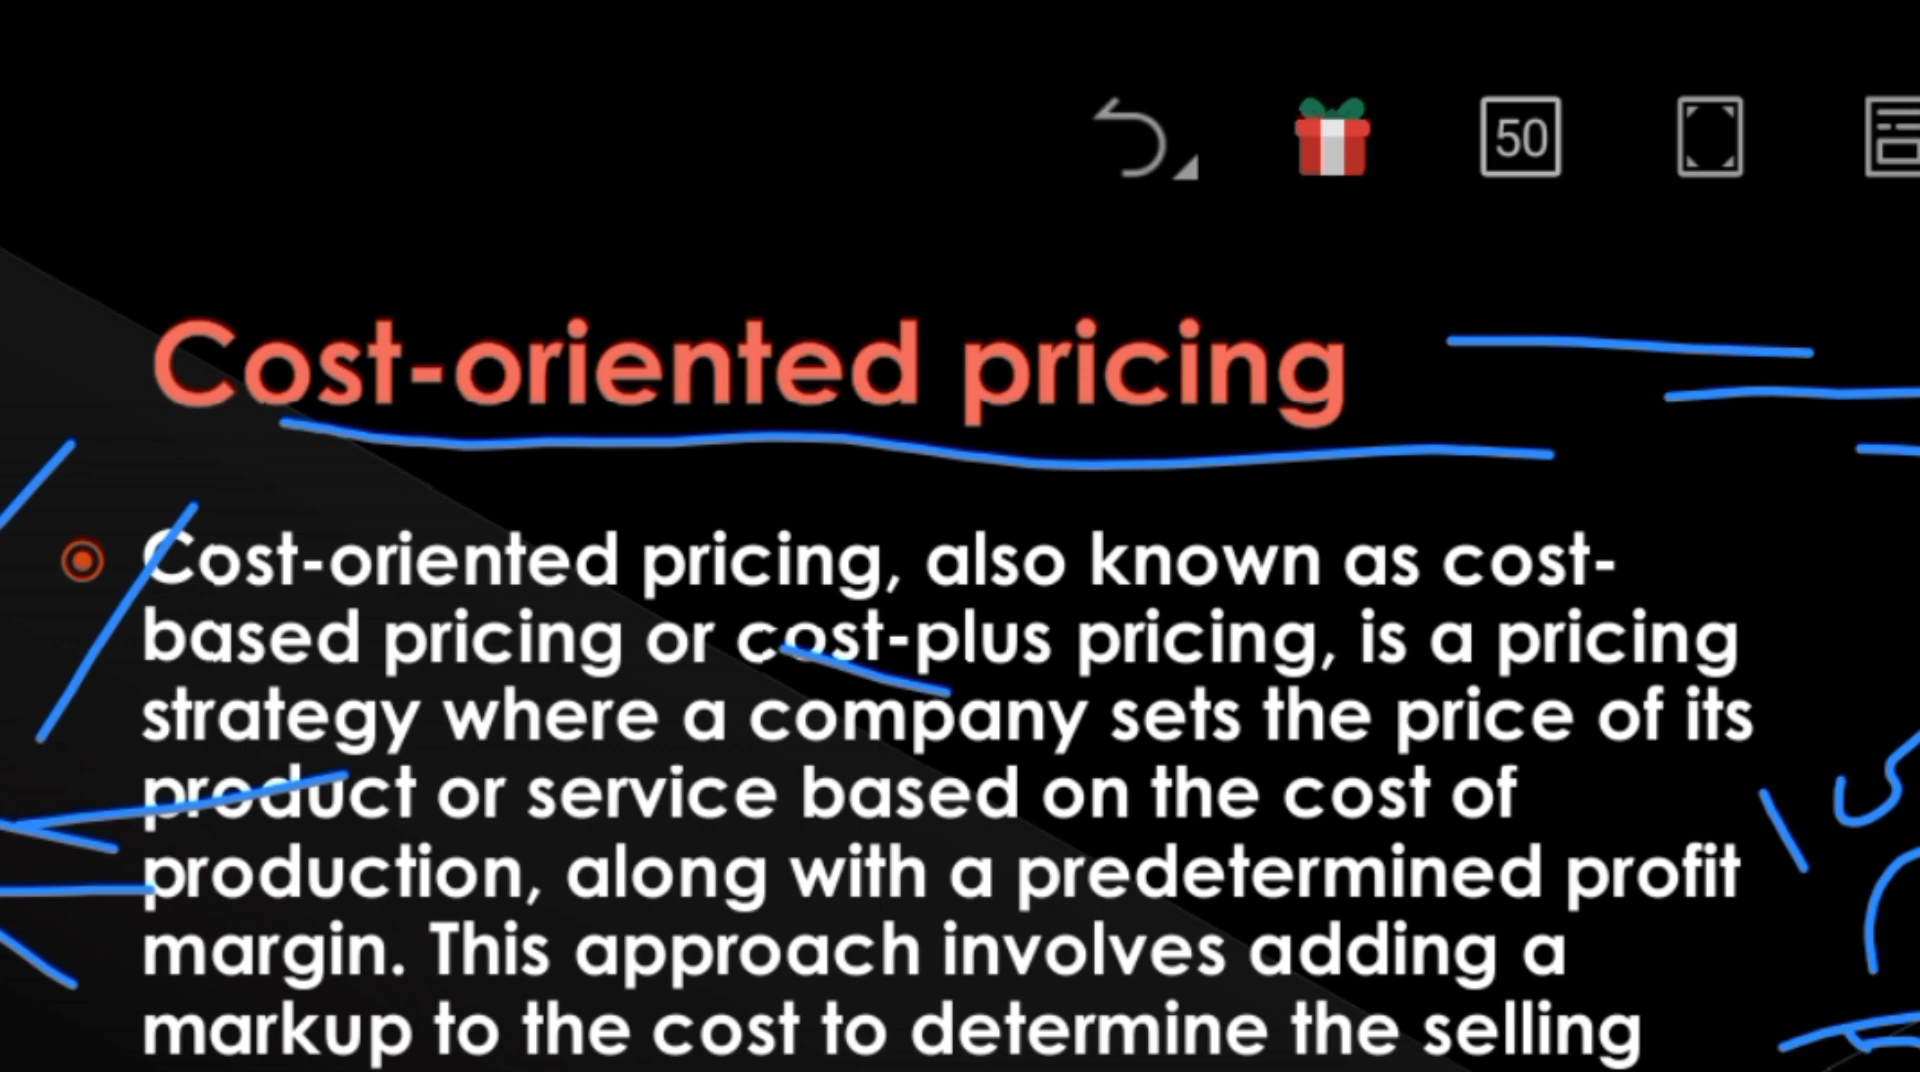 50
Cost-oriented pricing
Cost-oriented pricing, also known as cost-
based pricing or cost-plus pricing, is a pricing
strategy where a company sets the price of its
product or service based on the cost of
production, along with a predetermined profit
margin. This approach involves adding a
markup to the cost to determine the selling